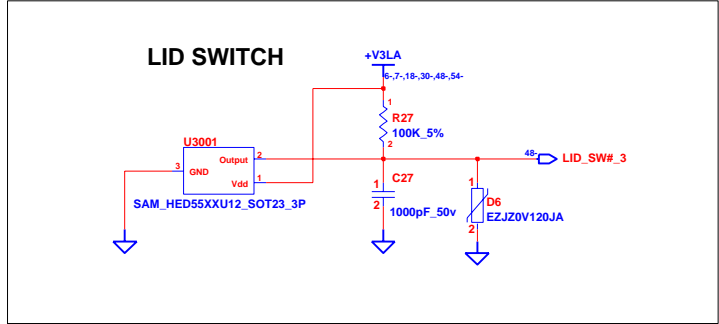 LID SWITCH
+V3LA
6-,7-,18-,30-,48-,54-
1
R27
100K_5%
2
U3001
Output
2
3
GND
Vdd
1
SAM_HED55XXU12_SOT23_3P
48-
LID_SW#_3
C27
1
2
1000pF_50v
1
D6
2
EZJZ0V120JA